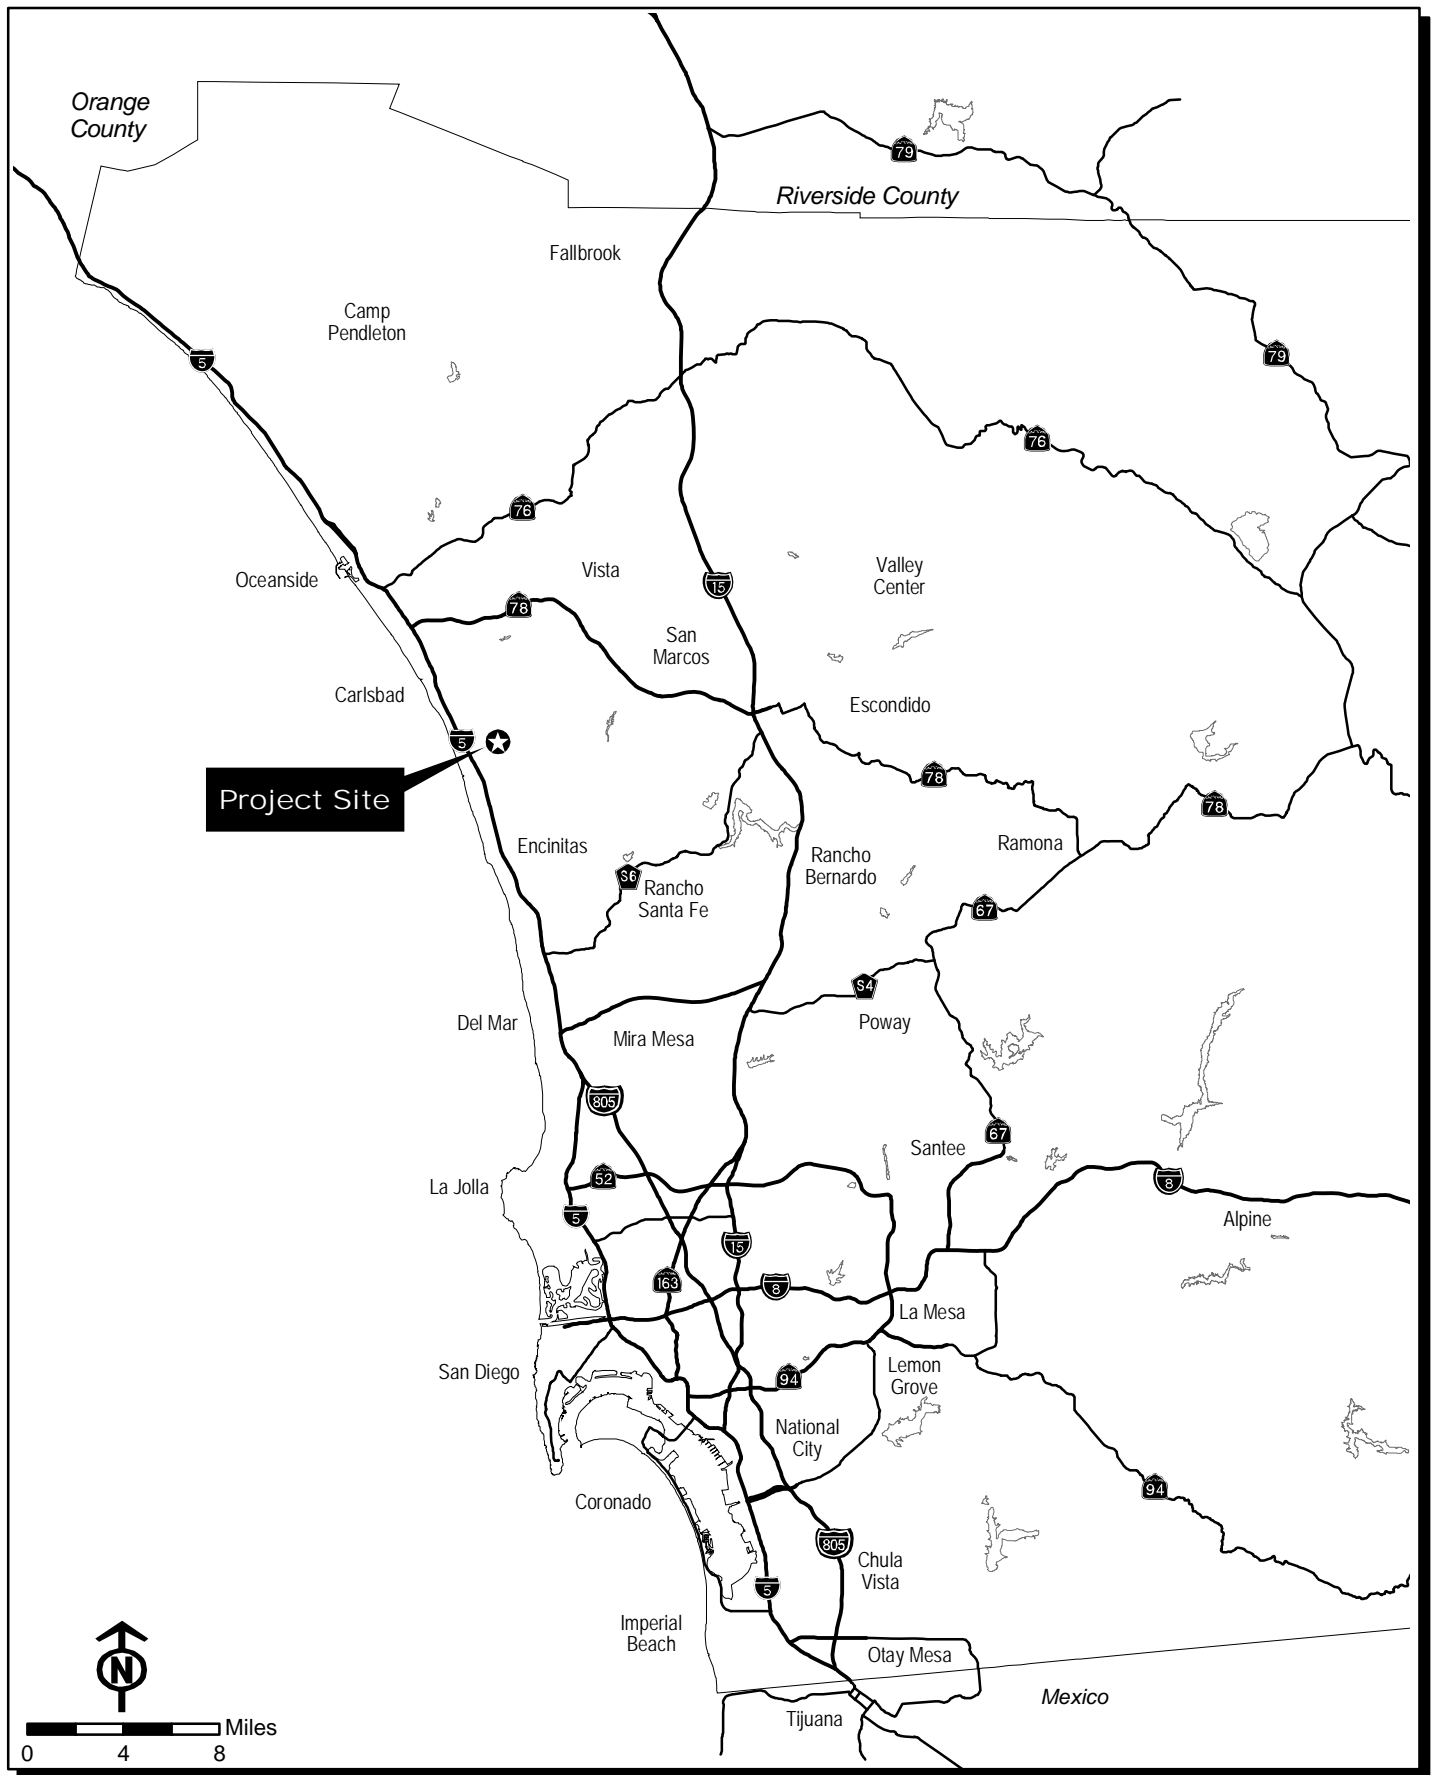 Orange
County
79
Riverside County
Fallbrook
Camp
Pendleton
5
79
76
76
Oceanside
Vista
15
Valley
Center
78
San
Marcos
Carlsbad
Escondido
5
78
78
Project Site
Encinitas
Ramona
Rancho
Bernardo
S6
Rancho
Santa Fe
67
S4
Del Mar
Poway
Mira Mesa
805
67
Santee
52
La Jolla
8
5
Alpine
15
163
8
La Mesa
San Diego
94
Lemon
Grove
National
City
94
Coronado
805
Chula
Vista
5
Imperial
Beach
Otay Mesa
N
Mexico
Tijuana
Miles
0 4 8